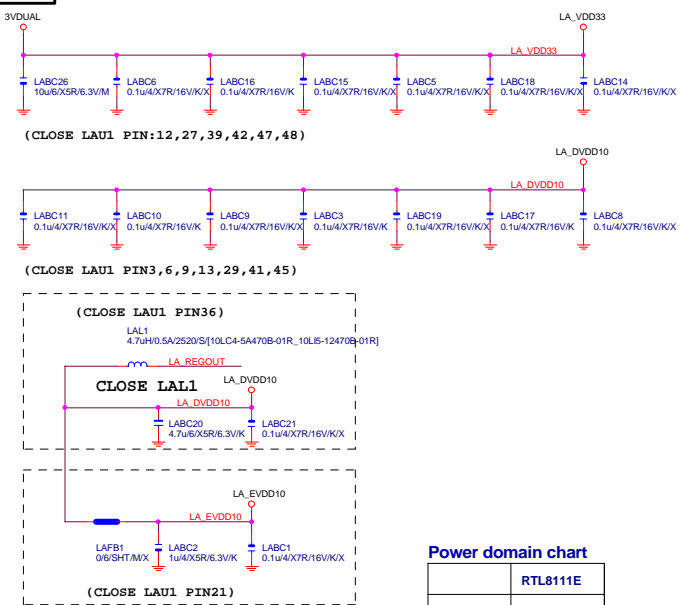 3VDUAL
LA_VDD33
LA_VDD33
LABC26
10u/6/X5R/6.3V/M
LABC6
0.1u/4/X7R/16V/K/X
LABC16
0.1u/4/X7R/16V/K
LABC15
0.1u/4/X7R/16V/K/X
LABC5
0.1u/4/X7R/16V/K/X
LABC18
0.1u/4/X7R/16V/K/X
LABC14
0.1u/4/X7R/16V/K/X
(CLOSE LAU1 PIN:12,27,39,42,47,48)
LA_DVDD10
LA_DVDD10
LABC11
0.1u/4/X7R/16V/K/X
LABC10
0.1u/4/X7R/16V/K
LABC9
0.1u/4/X7R/16V/K/X
LABC3
0.1u/4/X7R/16V/K
LABC19
0.1u/4/X7R/16V/K/X
LABC17
0.1u/4/X7R/16V/K
LABC8
0.1u/4/X7R/16V/K/X
(CLOSE LAU1 PIN3,6,9,13,29,41,45)
(CLOSE LAU1 PIN36)
LAL1
4.7uH/0.5A/2520/S/[10LC4-5A470B-01R_10LI5-12470B-01R]
LA_REGOUT
CLOSE LAL1
LA_DVDD10
LA_DVDD10
LABC20
4.7u/6/X5R/6.3V/K
LABC21
0.1u/4/X7R/16V/K/X
LA_EVDD10
LA_EVDD10
LAFB1
0/6/SHT/M/X
LABC2
1u/4/X5R/6.3V/K
LABC1
0.1u/4/X7R/16V/K/X
(CLOSE LAU1 PIN21)
Power domain chart
RTL8111E